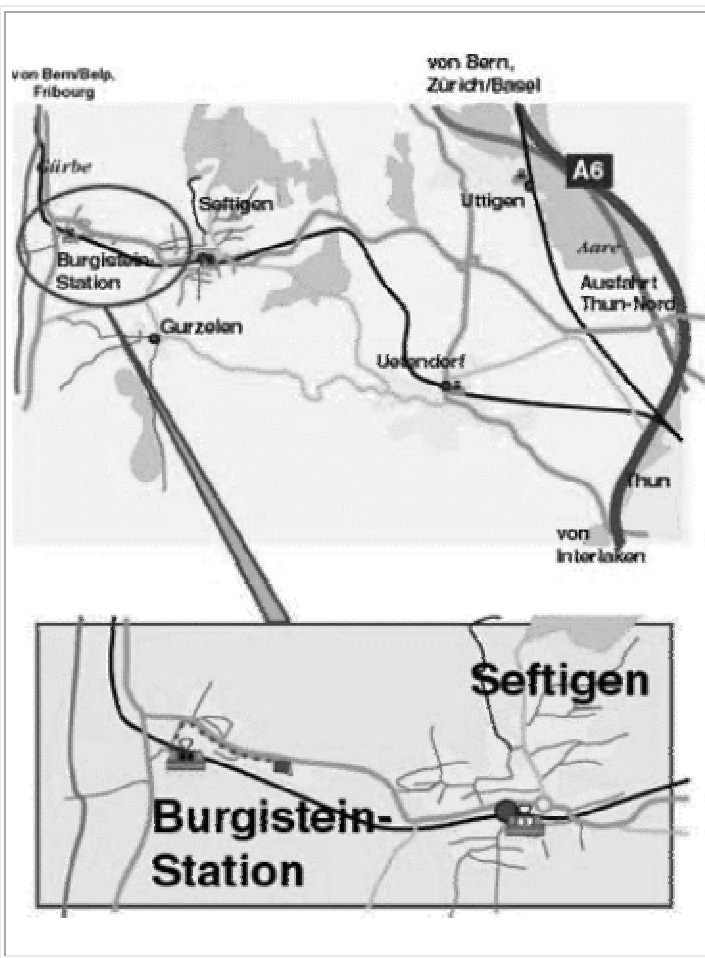 von Bern/Belp,
Fribourg
von Bern,
Zürich/Basel
Gürbe
A6
Seftigen
Uttigen
Aare
Burgistein-
Station
Ausfahrt
Thun-Nord
Gurzelen
Uetendorf
Thun
von
Interlaken
Seftigen
Burgistein-
Station